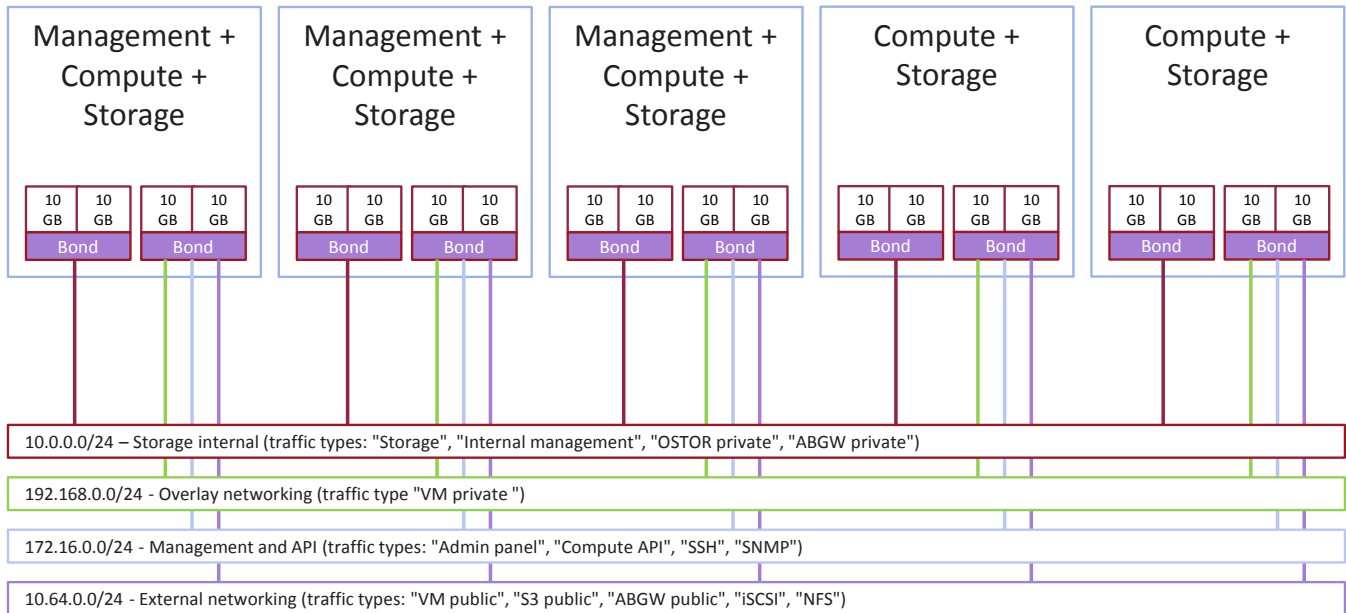 Management +
Compute +
Storage
Management +
Compute +
Storage
Management +
Compute +
Storage
Compute +
Storage
Compute +
Storage
10 GB
10 GB
10 GB
10 GB
Bond
Bond
10 GB
10 GB
10 GB
10 GB
Bond
Bond
10 GB
10 GB
10 GB
10 GB
Bond
Bond
10 GB
10 GB
10 GB
10 GB
Bond
Bond
10 GB
10 GB
10 GB
10 GB
Bond
Bond
10.0.0.0/24 – Storage internal (traffic types: "Storage", "Internal management", "OSTOR private", "ABGW private")
192.168.0.0/24 - Overlay networking (traffic type "VM private ")
172.16.0.0/24 - Management and API (traffic types: "Admin panel", "Compute API", "SSH", "SNMP")
10.64.0.0/24 - External networking (traffic types: "VM public", "S3 public", "ABGW public", "iSCSI", "NFS")